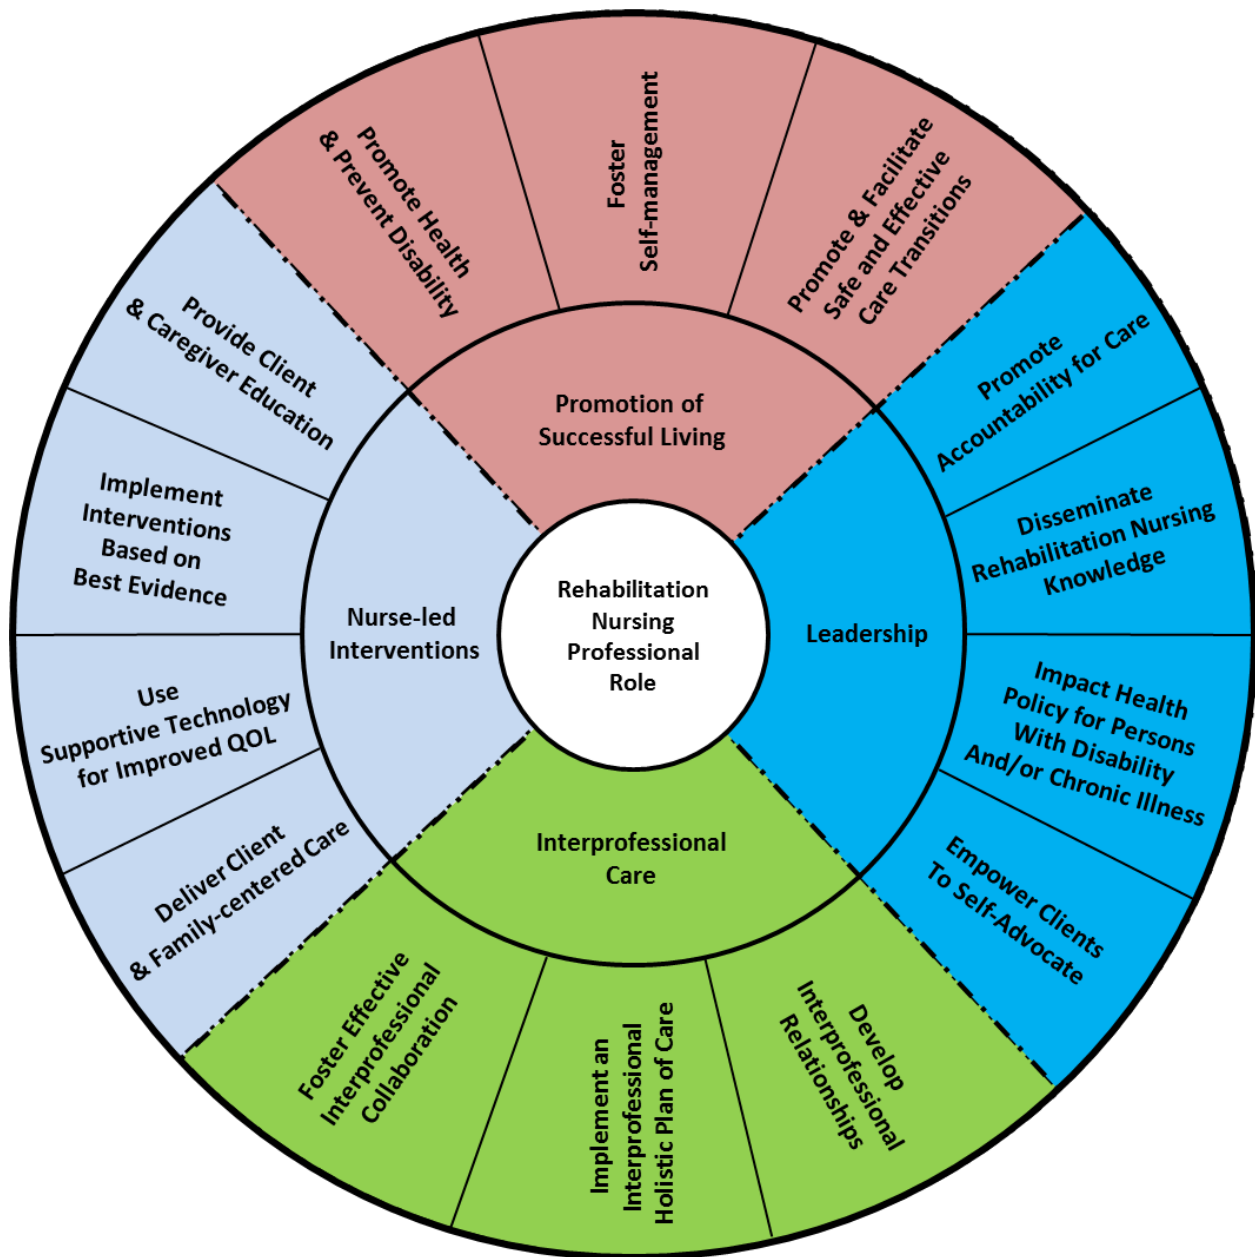 Promote Health
& Prevent Disability
Foster
Self-management
Promote & Facilitate
Safe and Effective
Care Transitions
Promotion of
Successful Living
Provide Client
& Caregiver Education
Implement
Interventions
Based on
Best Evidence
Use
Supportive Technology
for Improved QOL
Deliver Client
& Family-centered Care
Nurse-led
Interventions
Rehabilitation
Nursing
Professional
Role
Leadership
Promote
Accountability for Care
Disseminate
Rehabilitation Nursing
Knowledge
Impact Health
Policy for Persons
With Disability
And/or Chronic Illness
Empower Clients
To Self-Advocate
Interprofessional
Care
Foster Effective
Interprofessional
Collaboration
Implement an
Interprofessional
Holistic Plan of Care
Develop
Interprofessional
Relationships